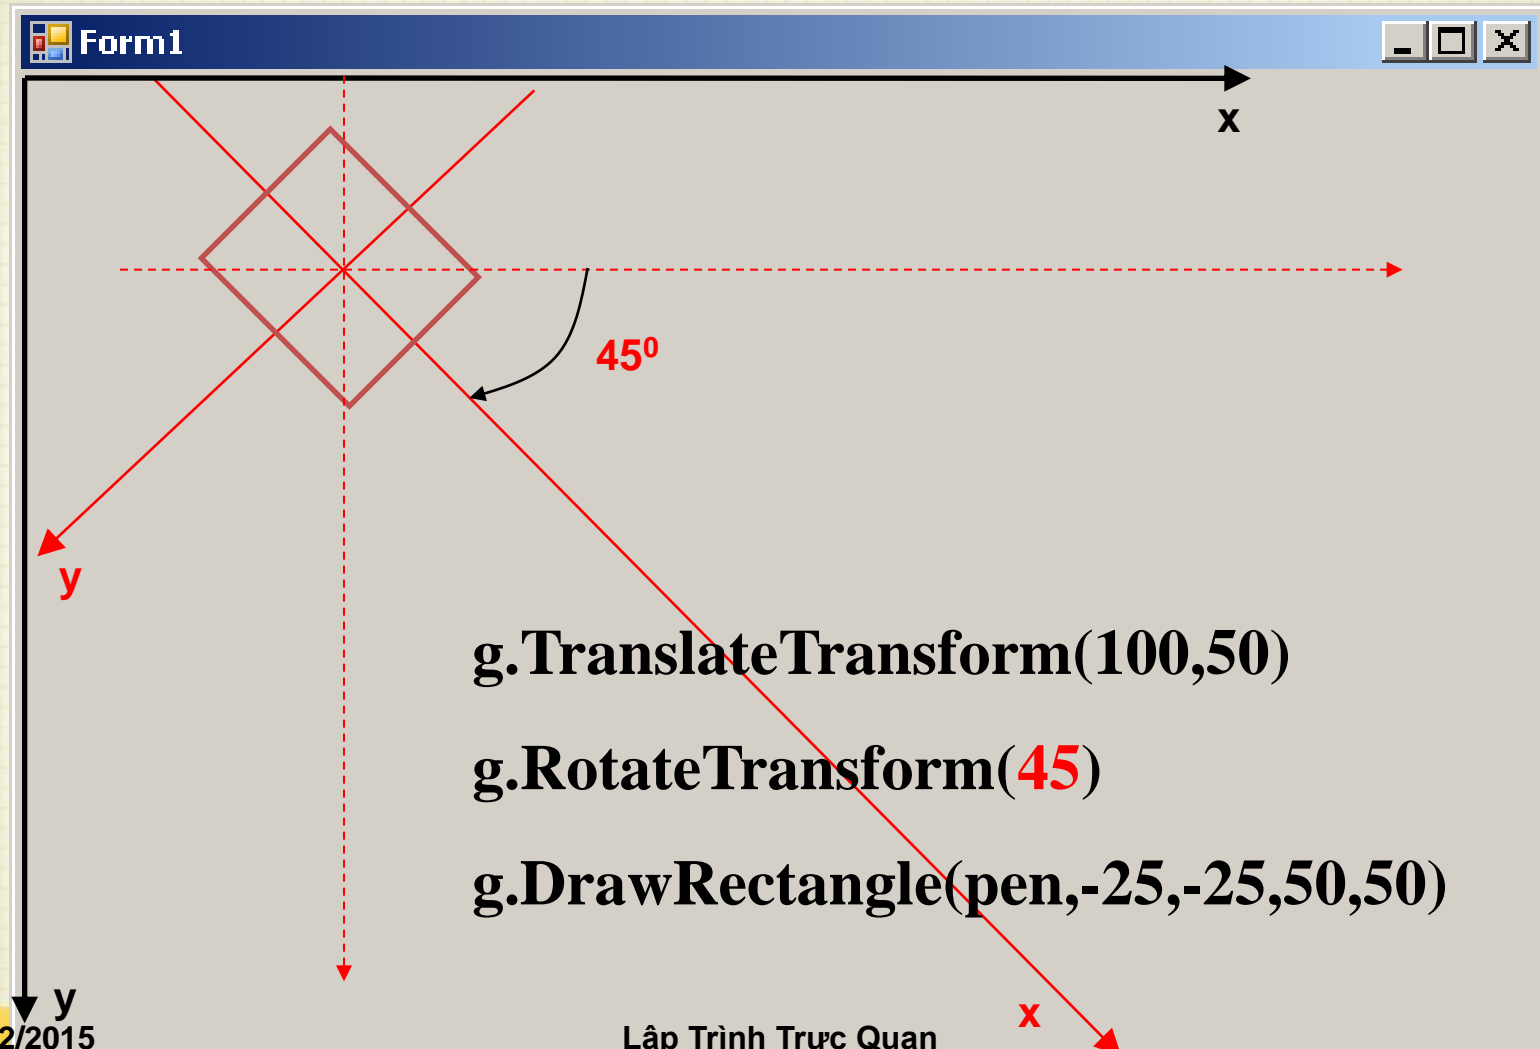 Form1
x
45⁰
y
g.TranslateTransform(100,50)
g.RotateTransform(45)
g.DrawRectangle(pen,-25,-25,50,50)
y
x
2/2015
Lập Trình Trực Quan